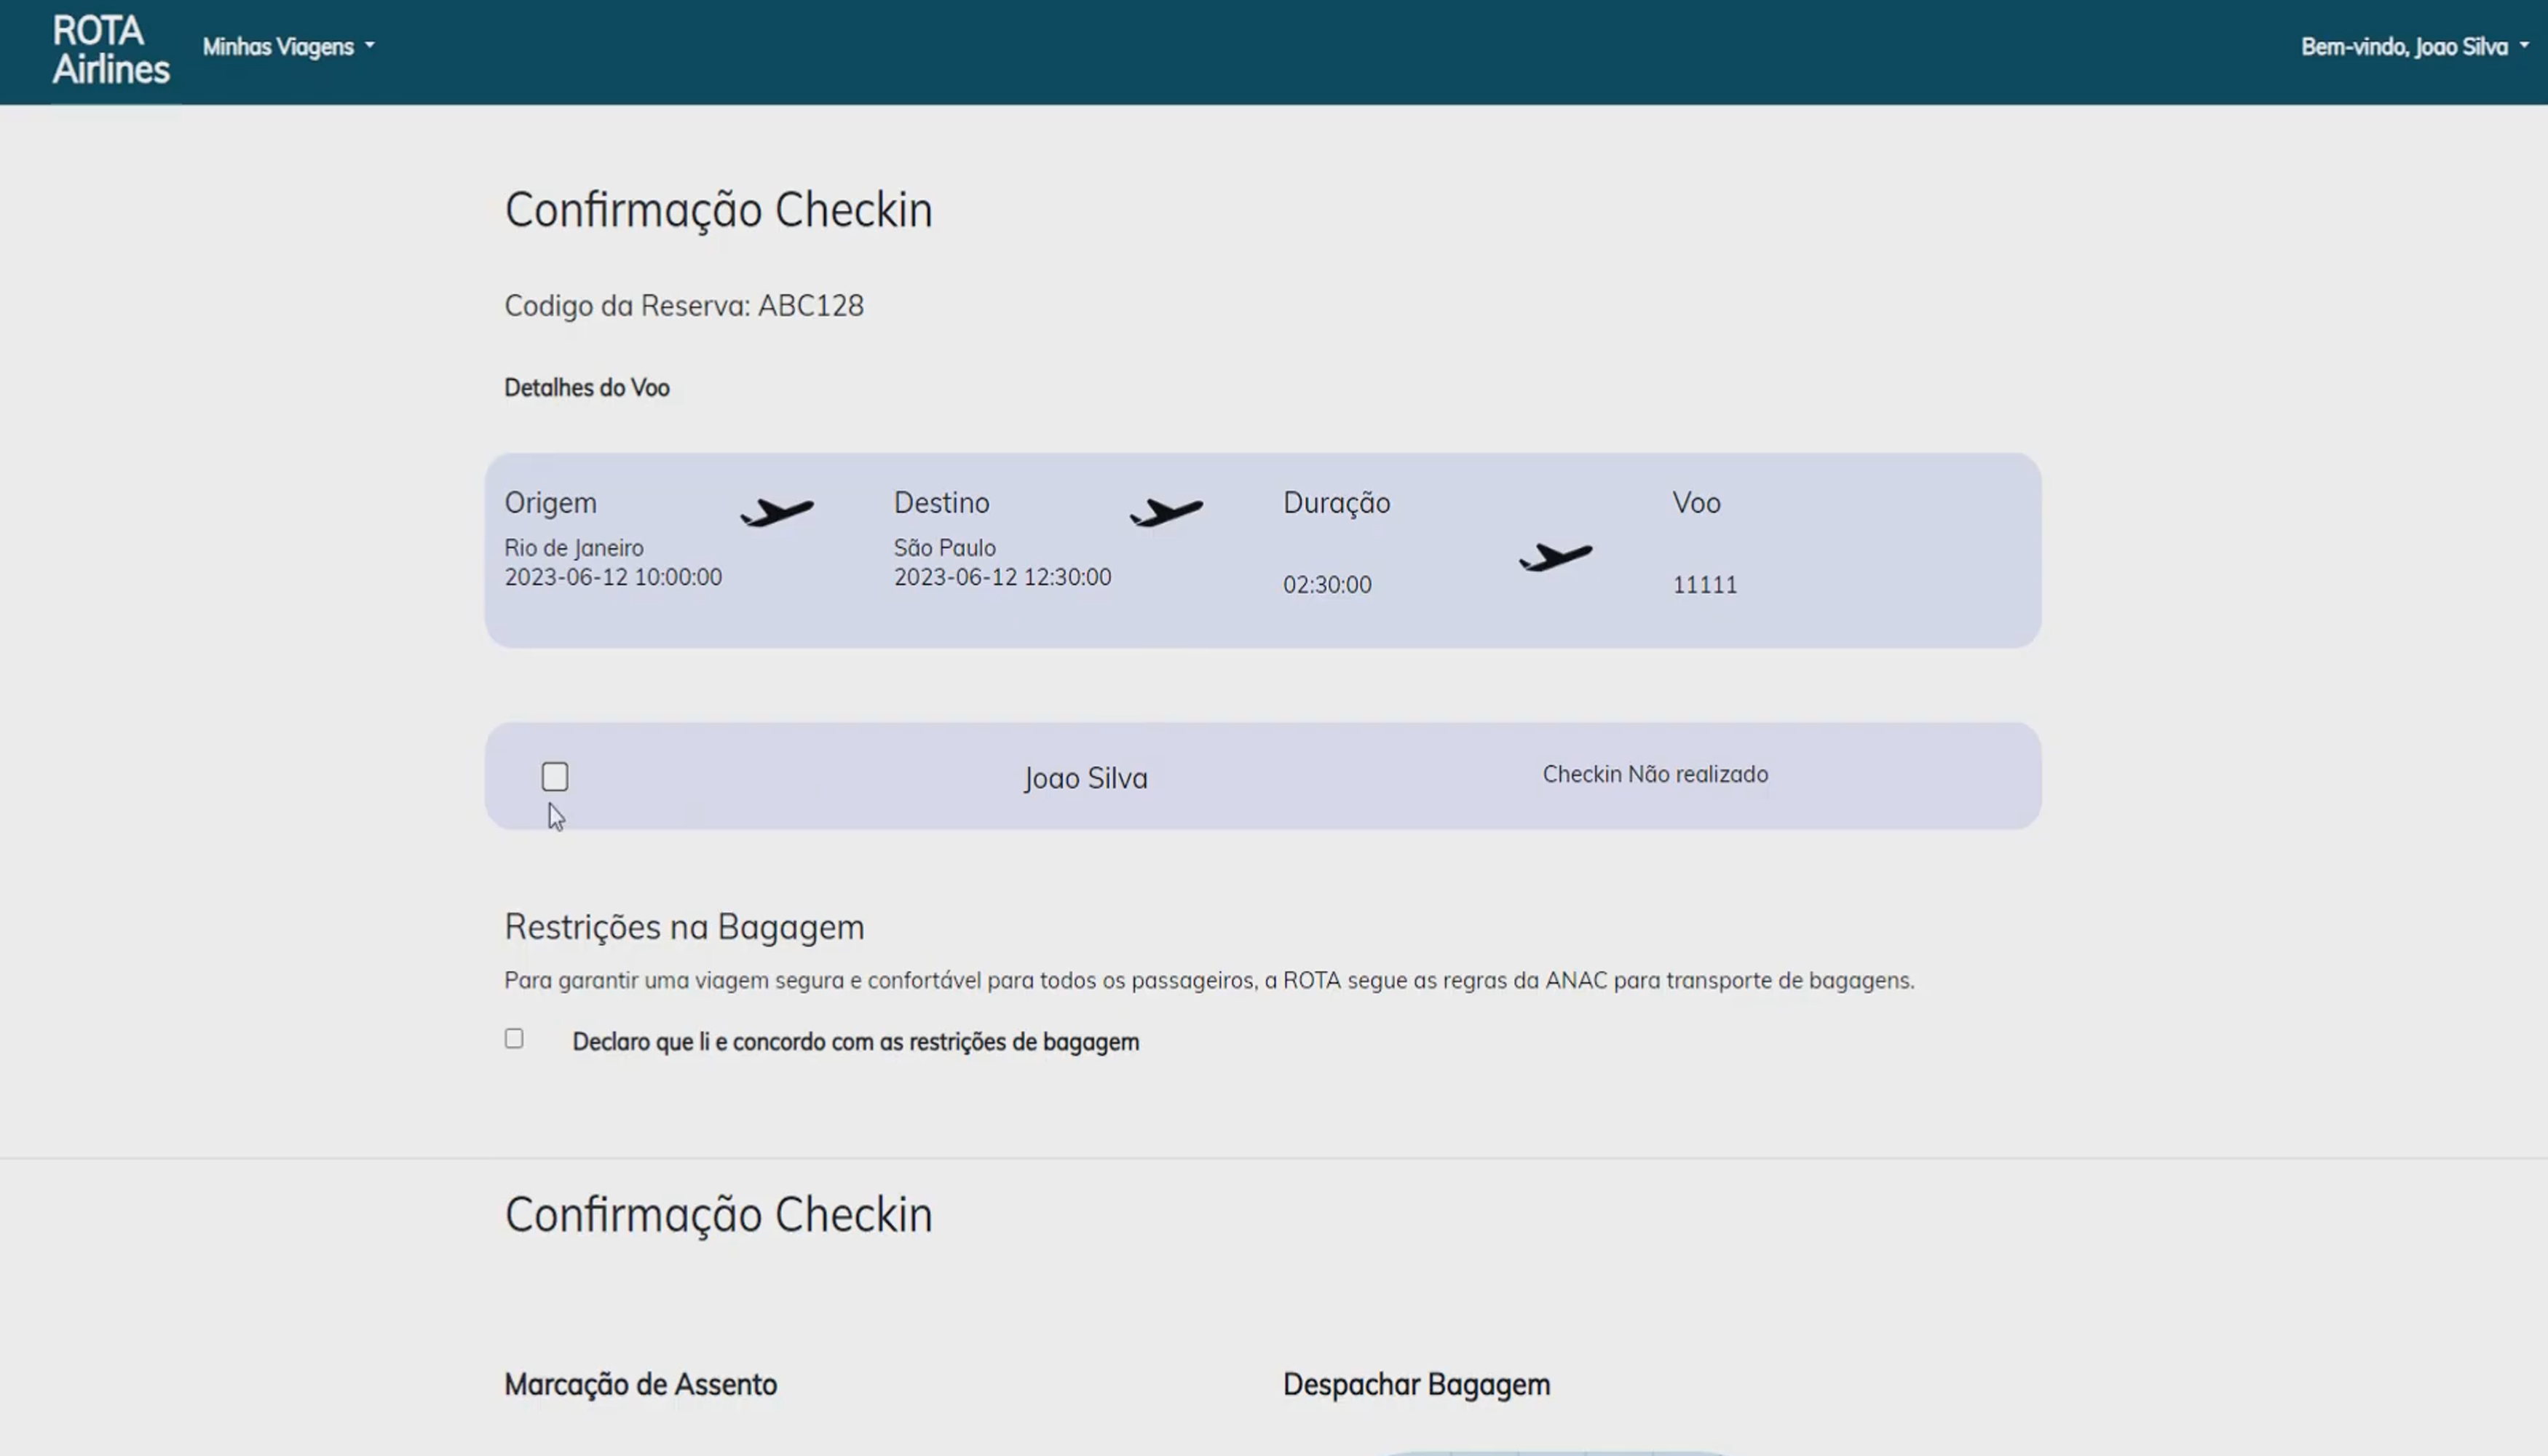 ROTA
Airlines
Minhas Viagens
Bem-vindo, Joao Silva
Confirmação Checkin
Codigo da Reserva: ABC128
Detalhes do Voo
Origem
Rio de Janeiro
2023-06-12 10:00:00
Destino
São Paulo
2023-06-12 12:30:00
Duração
02:30:00
Voo
11111
Joao Silva
Checkin Não realizado
Restrições na Bagagem
Para garantir uma viagem segura e confortável para todos os passageiros, a ROTA segue as regras da ANAC para transporte de bagagens.
Declaro que li e concordo com as restrições de bagagem
Confirmação Checkin
Marcação de Assento
Despachar Bagagem